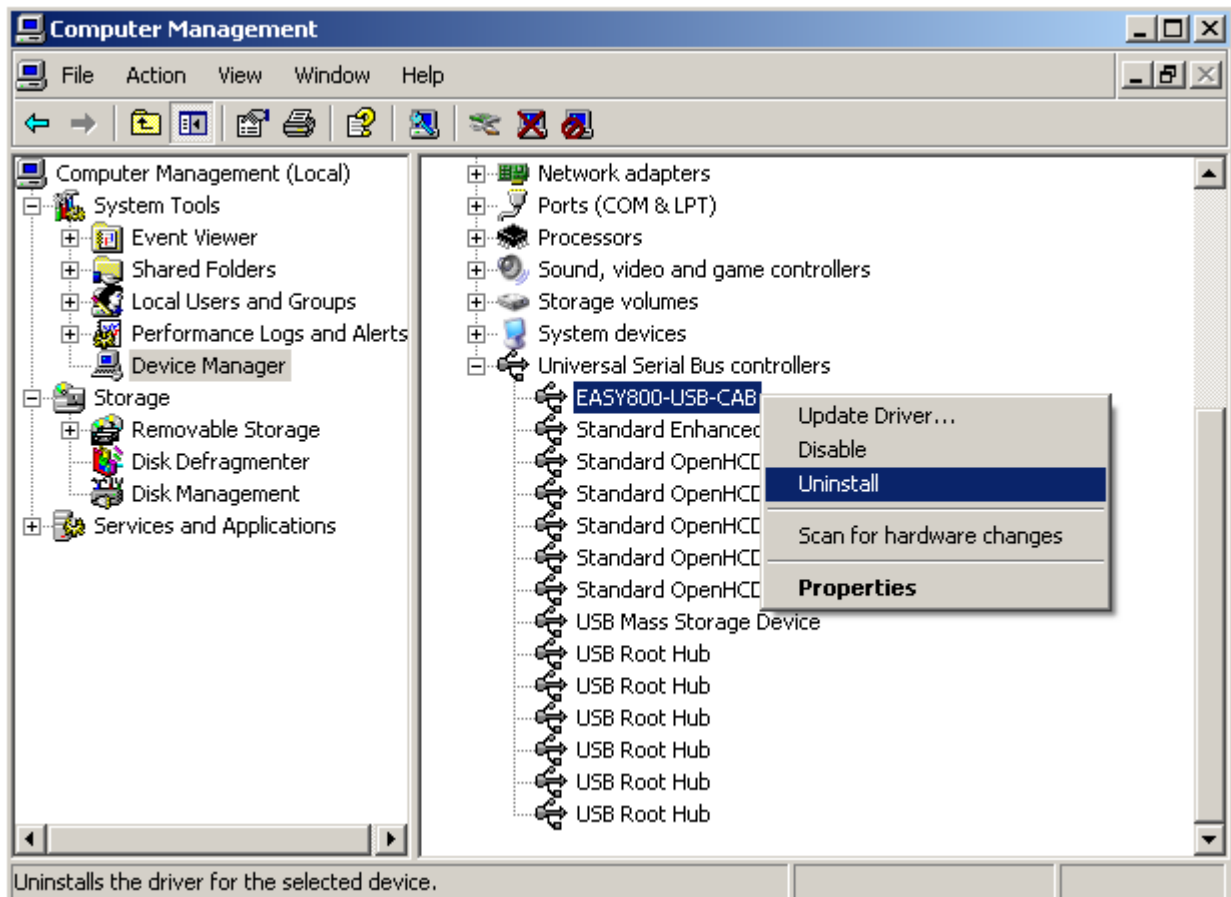 Computer Management
File Action View Window Help
Computer Management (Local)
System Tools
Event Viewer
Shared Folders
Local Users and Groups
Performance Logs and Alerts
Device Manager
Storage
Removable Storage
Disk Defragmenter
Disk Management
Services and Applications
Network adapters
Ports (COM & LPT)
Processors
Sound, video and game controllers
Storage volumes
System devices
Universal Serial Bus controllers
EASY800-USB-CAB
Standard Enhanced
Standard OpenHCD
Standard OpenHCD
Standard OpenHCD
Standard OpenHCD
Standard OpenHCD
USB Mass Storage Device
USB Root Hub
USB Root Hub
USB Root Hub
USB Root Hub
USB Root Hub
USB Root Hub
Update Driver...
Disable
Uninstall
Scan for hardware changes
Properties
Uninstalls the driver for the selected device.